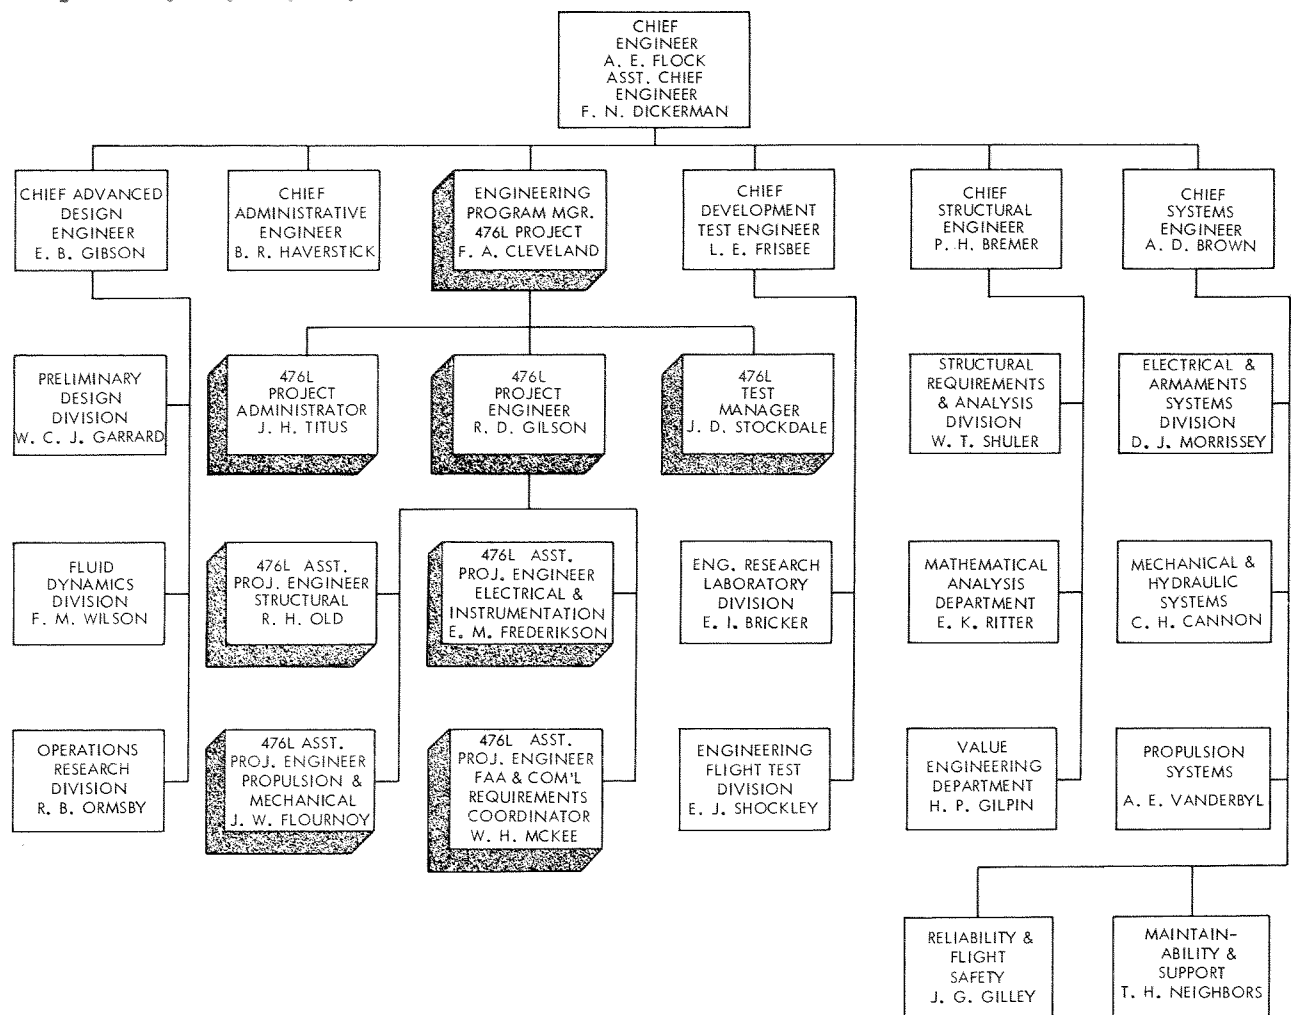 CHIEF
ENGINEER
A. E. FLOCK
ASST. CHIEF
ENGINEER
F. N. DICKERMAN
CHIEF ADVANCED
DESIGN
ENGINEER
E. B. GIBSON
CHIEF
ADMINISTRATIVE
ENGINEER
B. R. HAVERSTICK
ENGINEERING
PROGRAM MGR.
476L PROJECT
F. A. CLEVELAND
CHIEF
DEVELOPMENT
TEST ENGINEER
L. E. FRISBEE
CHIEF
STRUCTURAL
ENGINEER
P. H. BREMER
CHIEF
SYSTEMS
ENGINEER
A. D. BROWN
PRELIMINARY
DESIGN
DIVISION
W. C. J. GARRARD
476L
PROJECT
ADMINISTRATOR
J. H. TITUS
476L
PROJECT
ENGINEER
R. D. GILSON
476L
TEST
MANAGER
J. D. STOCKDALE
STRUCTURAL
REQUIREMENTS
& ANALYSIS
DIVISION
W. T. SHULER
ELECTRICAL &
ARMAMENTS
SYSTEMS
DIVISION
D. J. MORRISSEY
FLUID
DYNAMICS
DIVISION
F. M. WILSON
476L ASST.
PROJ. ENGINEER
STRUCTURAL
R. H. OLD
476L ASST.
PROJ. ENGINEER
ELECTRICAL &
INSTRUMENTATION
E. M. FREDERIKSON
ENG. RESEARCH
LABORATORY
DIVISION
E. I. BRICKER
MATHEMATICAL
ANALYSIS
DEPARTMENT
E. K. RITTER
MECHANICAL &
HYDRAULIC
SYSTEMS
C. H. CANNON
OPERATIONS
RESEARCH
DIVISION
R. B. ORMSBY
476L ASST.
PROJ. ENGINEER
PROPULSION &
MECHANICAL
J. W. FLOURNOY
476L ASST.
PROJ. ENGINEER
FAA & COM'L
REQUIREMENTS
COORDINATOR
W. H. MCKEE
ENGINEERING
FLIGHT TEST
DIVISION
E. J. SHOCKLEY
VALUE
ENGINEERING
DEPARTMENT
H. P. GILPIN
PROPULSION
SYSTEMS
A. E. VANDERBYL
RELIABILITY &
FLIGHT
SAFETY
J. G. GILLEY
MAINTAIN-
ABILITY &
SUPPORT
T. H. NEIGHBORS